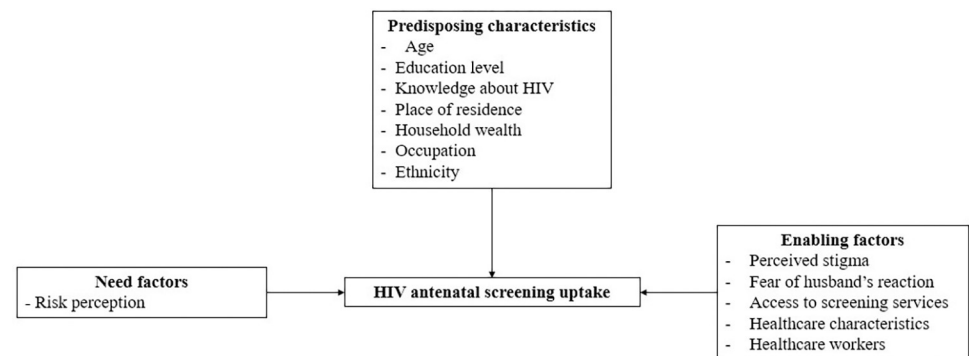 Predisposing characteristics
- Age
- Education level
- Knowledge about HIV
- Place of residence
- Household wealth
- Occupation
- Ethnicity
Need factors
- Risk perception
HIV antenatal screening uptake
Enabling factors
- Perceived stigma
- Fear of husband's reaction
- Access to screening services
- Healthcare characteristics
- Healthcare workers